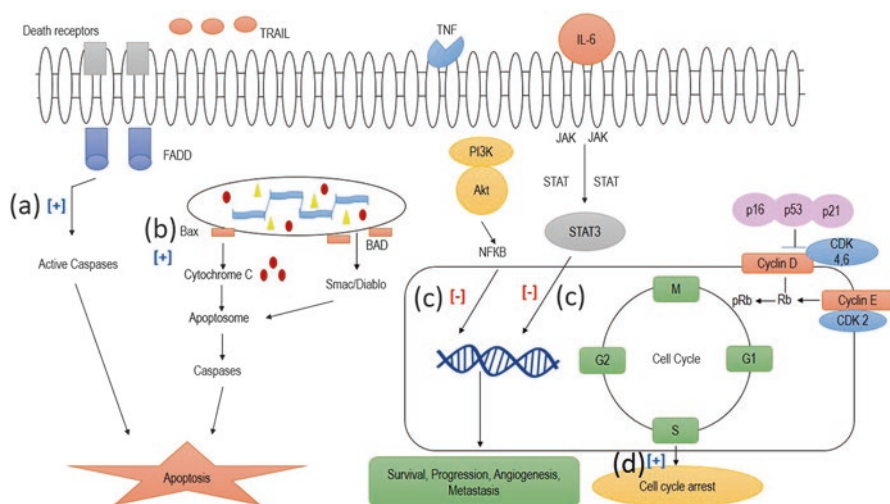 Death receptors
TRAIL
TNF
IL-6
FADD
JAK JAK
PI3K
Akt
STAT STAT
STAT3
NFKB
p16 p53 p21
CDK
4,6
Cyclin D
Cyclin E
CDK 2
pRb Rb
(a) [+]
(b)
[+]
Bax
BAD
Active Caspases
Cytochrome C
Smac/Diablo
Apoptosome
Caspases
Apoptosis
(c) [-]
[-] (c)
M
G2
Cell Cycle
G1
S
(d) [+]
Survival, Progression, Angiogenesis,
Metastasis
Cell cycle arrest